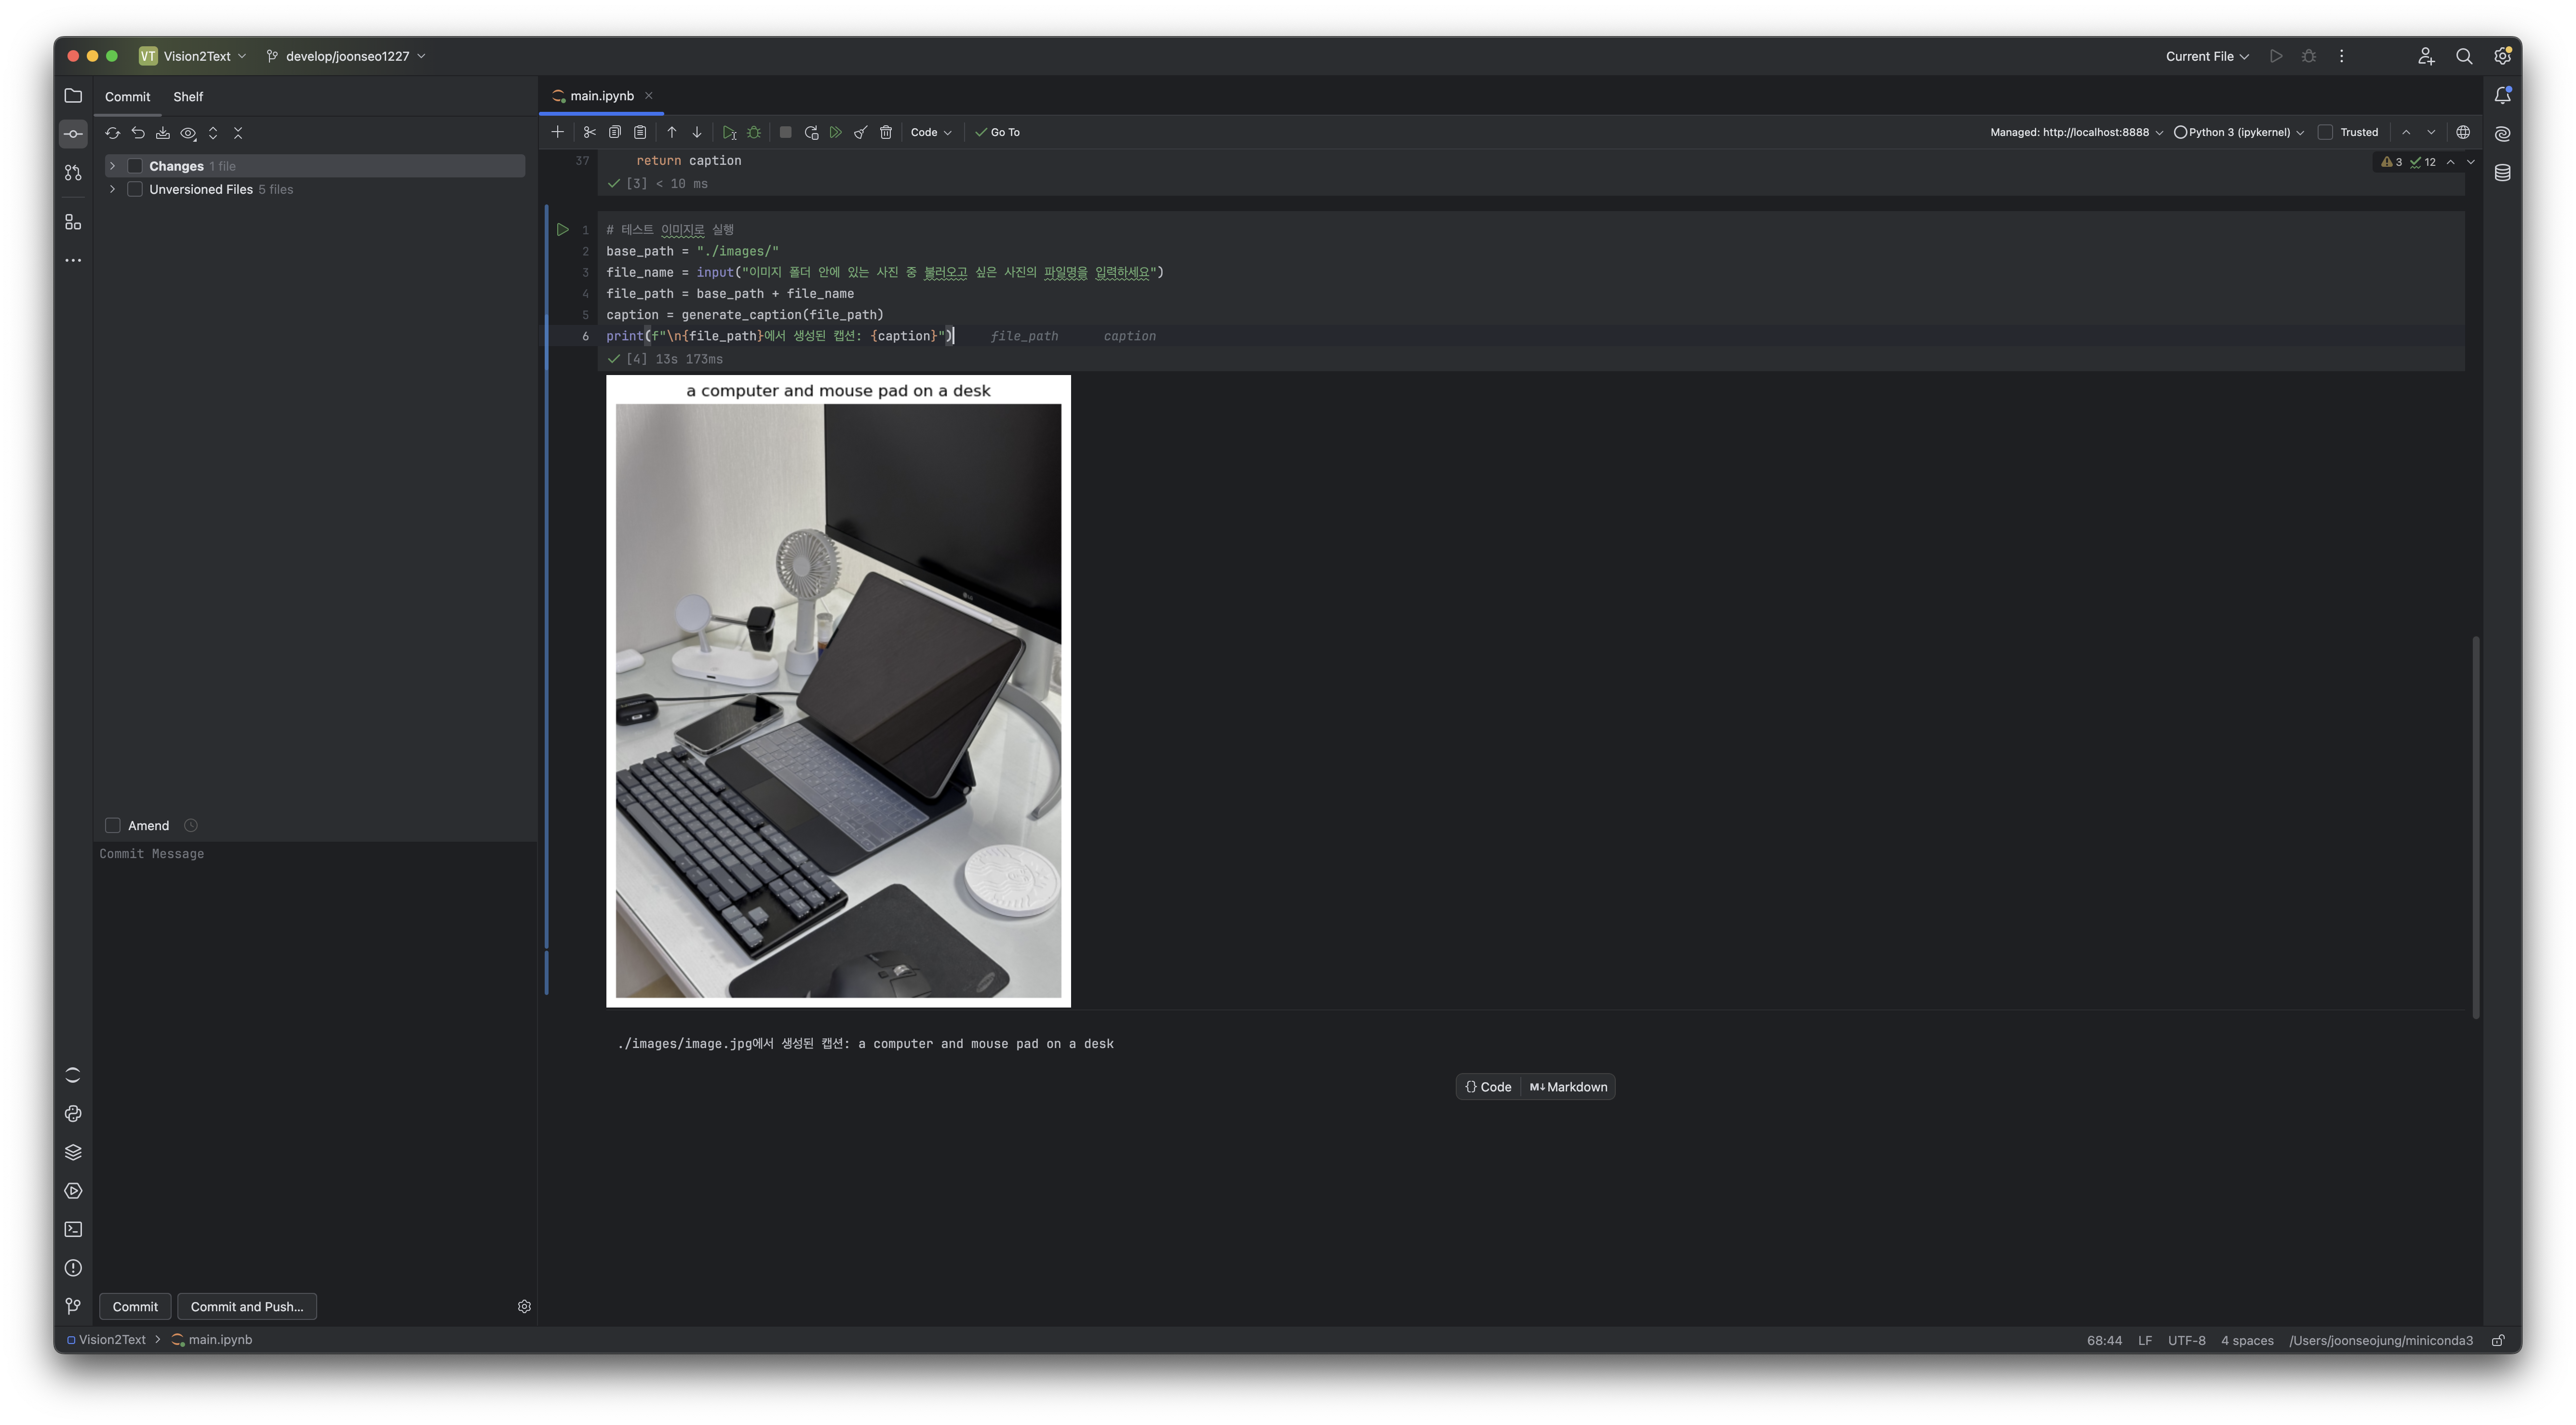 VT Vision2Text develop/joonseo1227 Current File
Commit Shelf
main.ipynb
Code Go To Managed: http://localhost:8888 Python 3 (ipykernel) Trusted
Changes 1 file
Unversioned Files 5 files
37 return caption
3 12
[3] < 10 ms
1 # 테스트 이미지로 실행
2 base_path = "./images/"
3 file_name = input("이미지 폴더 안에 있는 사진 중 불러오고 싶은 사진의 파일명을 입력하세요")
4 file_path = base_path + file_name
5 caption = generate_caption(file_path)
6 print(f"\n{file_path}에서 생성된 캡션: {caption}") file_path caption
[4] 13s 173ms
a computer and mouse pad on a desk
LG
./images/image.jpg에서 생성된 캡션: a computer and mouse pad on a desk
{} Code M↓ Markdown
Amend
Commit Message
Commit Commit and Push...
Vision2Text > main.ipynb 68:44 LF UTF-8 4 spaces /Users/joonseojung/miniconda3